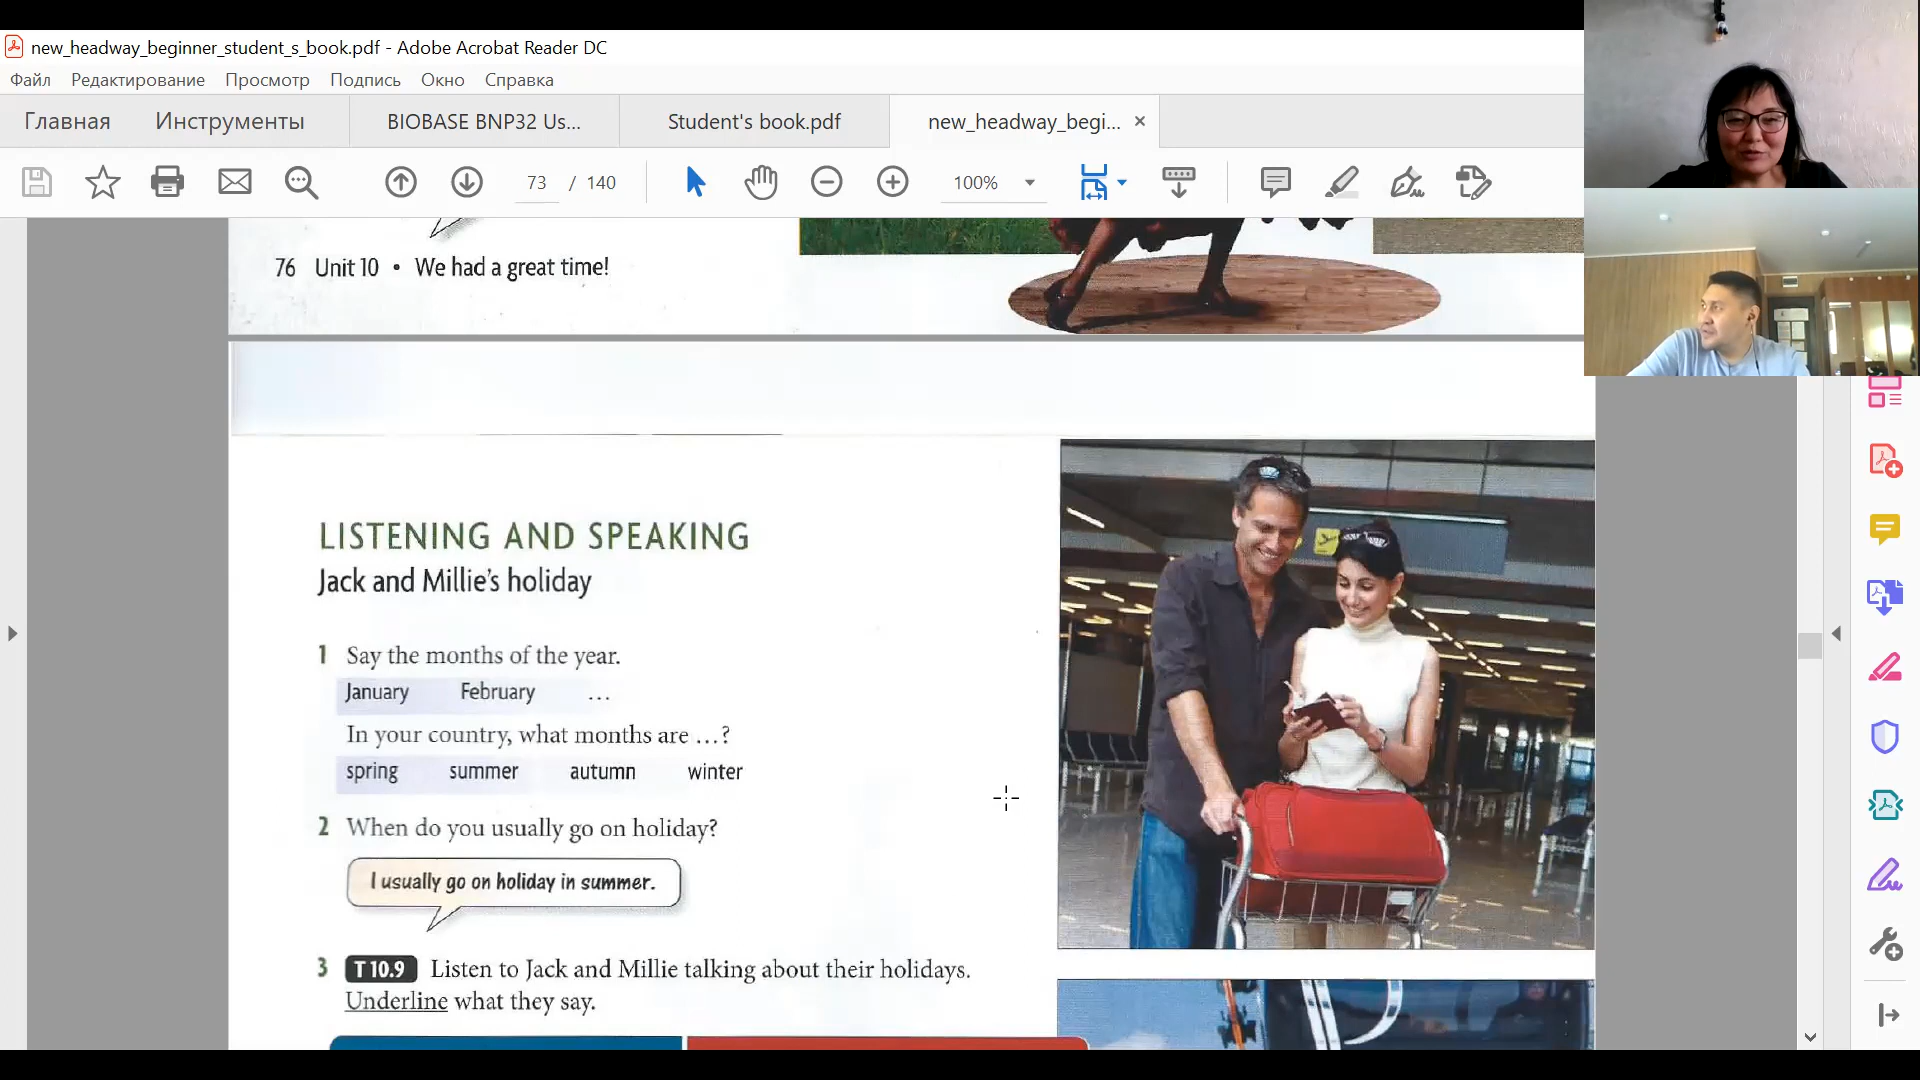 new_headway_beginner_student_s_book.pdf - Adobe Acrobat Reader DC
Файл Редактирование Просмотр Подпись Окно Справка
Главная Инструменты BIOBASE BNP32 Us... Student's book.pdf new_headway_begi... ×
73 / 140 100%
76 Unit 10 • We had a great time!
LISTENING AND SPEAKING
Jack and Millie's holiday
1 Say the months of the year.
January February ...
In your country, what months are ...?
spring summer autumn winter
2 When do you usually go on holiday?
I usually go on holiday in summer.
3 T 10.9 Listen to Jack and Millie talking about their holidays.
Underline what they say.